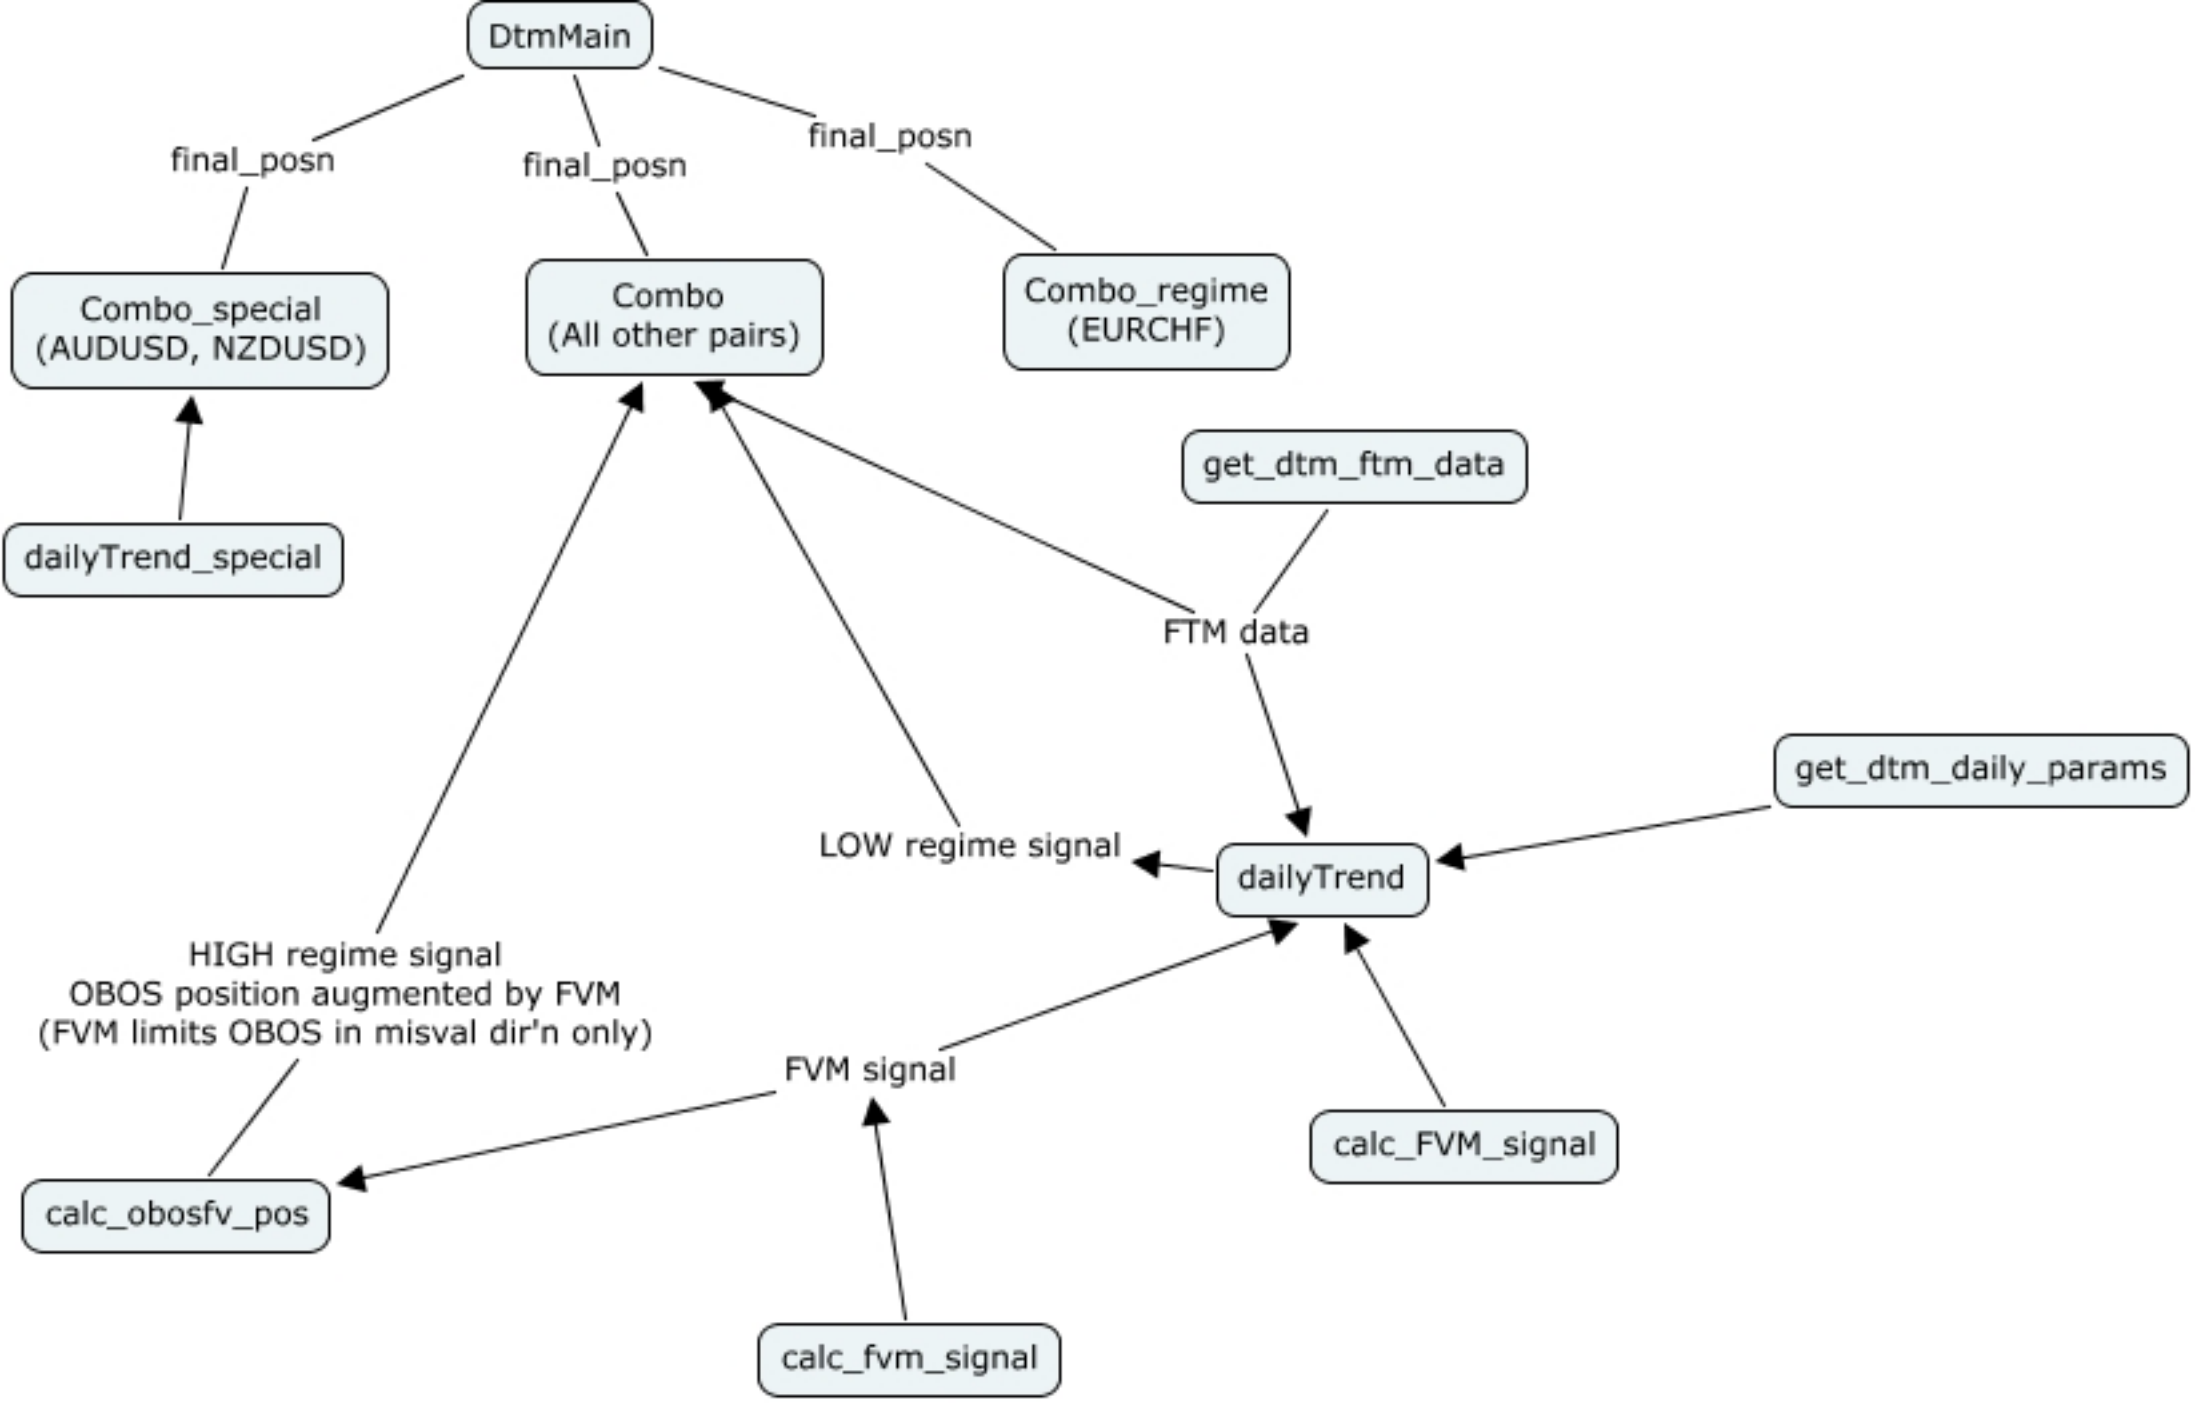 DtmMain
final_posn
final_posn
final_posn
Combo_special
(AUDUSD, NZDUSD)
Combo
(All other pairs)
Combo_regime
(EURCHF)
get_dtm_ftm_data
dailyTrend_special
FTM data
get_dtm_daily_params
LOW regime signal
dailyTrend
HIGH regime signal
OBOS position augmented by FVM
(FVM limits OBOS in misval dir'n only)
FVM signal
calc_FVM_signal
calc_obosfv_pos
calc_fvm_signal